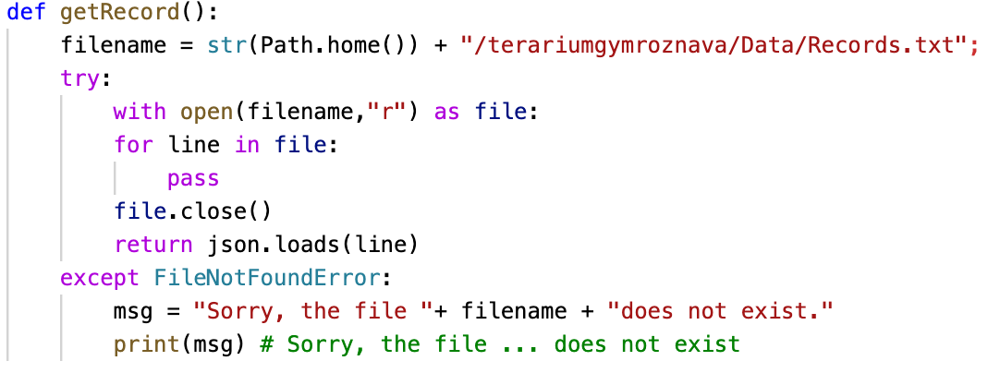 def getRecord():
    filename = str(Path.home()) + "/terariumgymroznava/Data/Records.txt";
    try:
        with open(filename,"r") as file:
        for line in file:
            pass
        file.close()
        return json.loads(line)
    except FileNotFoundError:
        msg = "Sorry, the file "+ filename + "does not exist."
        print(msg) # Sorry, the file ... does not exist